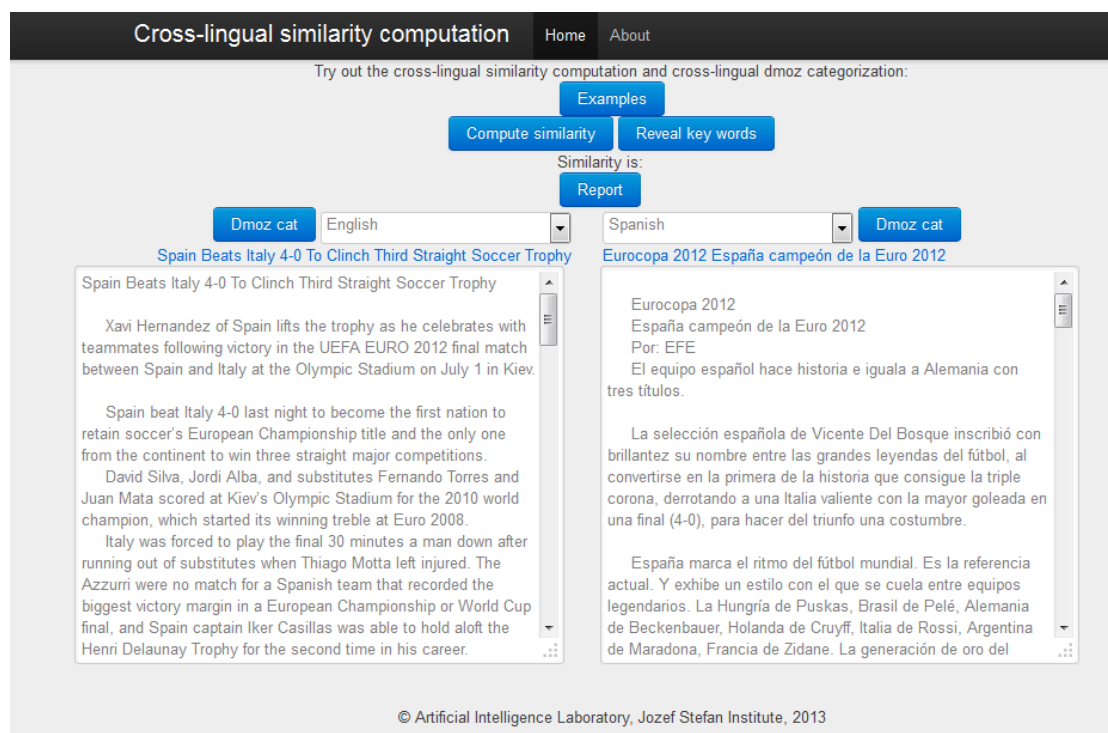 Cross-lingual similarity computation Home About
Try out the cross-lingual similarity computation and cross-lingual dmoz categorization:
Examples
Compute similarity Reveal key words
Similarity is:
Report
Dmoz cat English Spanish Dmoz cat
Spain Beats Italy 4-0 To Clinch Third Straight Soccer Trophy
Spain Beats Italy 4-0 To Clinch Third Straight Soccer Trophy
Xavi Hernandez of Spain lifts the trophy as he celebrates with
teammates following victory in the UEFA EURO 2012 final match
between Spain and Italy at the Olympic Stadium on July 1 in Kiev.
Spain beat Italy 4-0 last night to become the first nation to
retain soccer's European Championship title and the only one
from the continent to win three straight major competitions.
David Silva, Jordi Alba, and substitutes Fernando Torres and
Juan Mata scored at Kiev's Olympic Stadium for the 2010 world
champion, which started its winning treble at Euro 2008.
Italy was forced to play the final 30 minutes a man down after
running out of substitutes when Thiago Motta left injured. The
Azzurri were no match for a Spanish team that recorded the
biggest victory margin in a European Championship or World Cup
final, and Spain captain Iker Casillas was able to hold aloft the
Henri Delaunay Trophy for the second time in his career.
Eurocopa 2012 España campeón de la Euro 2012
Eurocopa 2012
España campeón de la Euro 2012
Por: EFE
El equipo español hace historia e iguala a Alemania con
tres títulos.
La selección española de Vicente Del Bosque inscribió con
brillantez su nombre entre las grandes leyendas del fútbol, al
convertirse en la primera de la historia que consigue la triple
corona, derrotando a una Italia valiente con la mayor goleada en
una final (4-0), para hacer del triunfo una costumbre.
España marca el ritmo del fútbol mundial. Es la referencia
actual. Y exhibe un estilo con el que se cuela entre equipos
legendarios. La Hungría de Puskas, Brasil de Pelé, Alemania
de Beckenbauer, Holanda de Cruyff, Italia de Rossi, Argentina
de Maradona, Francia de Zidane. La generación de oro del
© Artificial Intelligence Laboratory, Jozef Stefan Institute, 2013